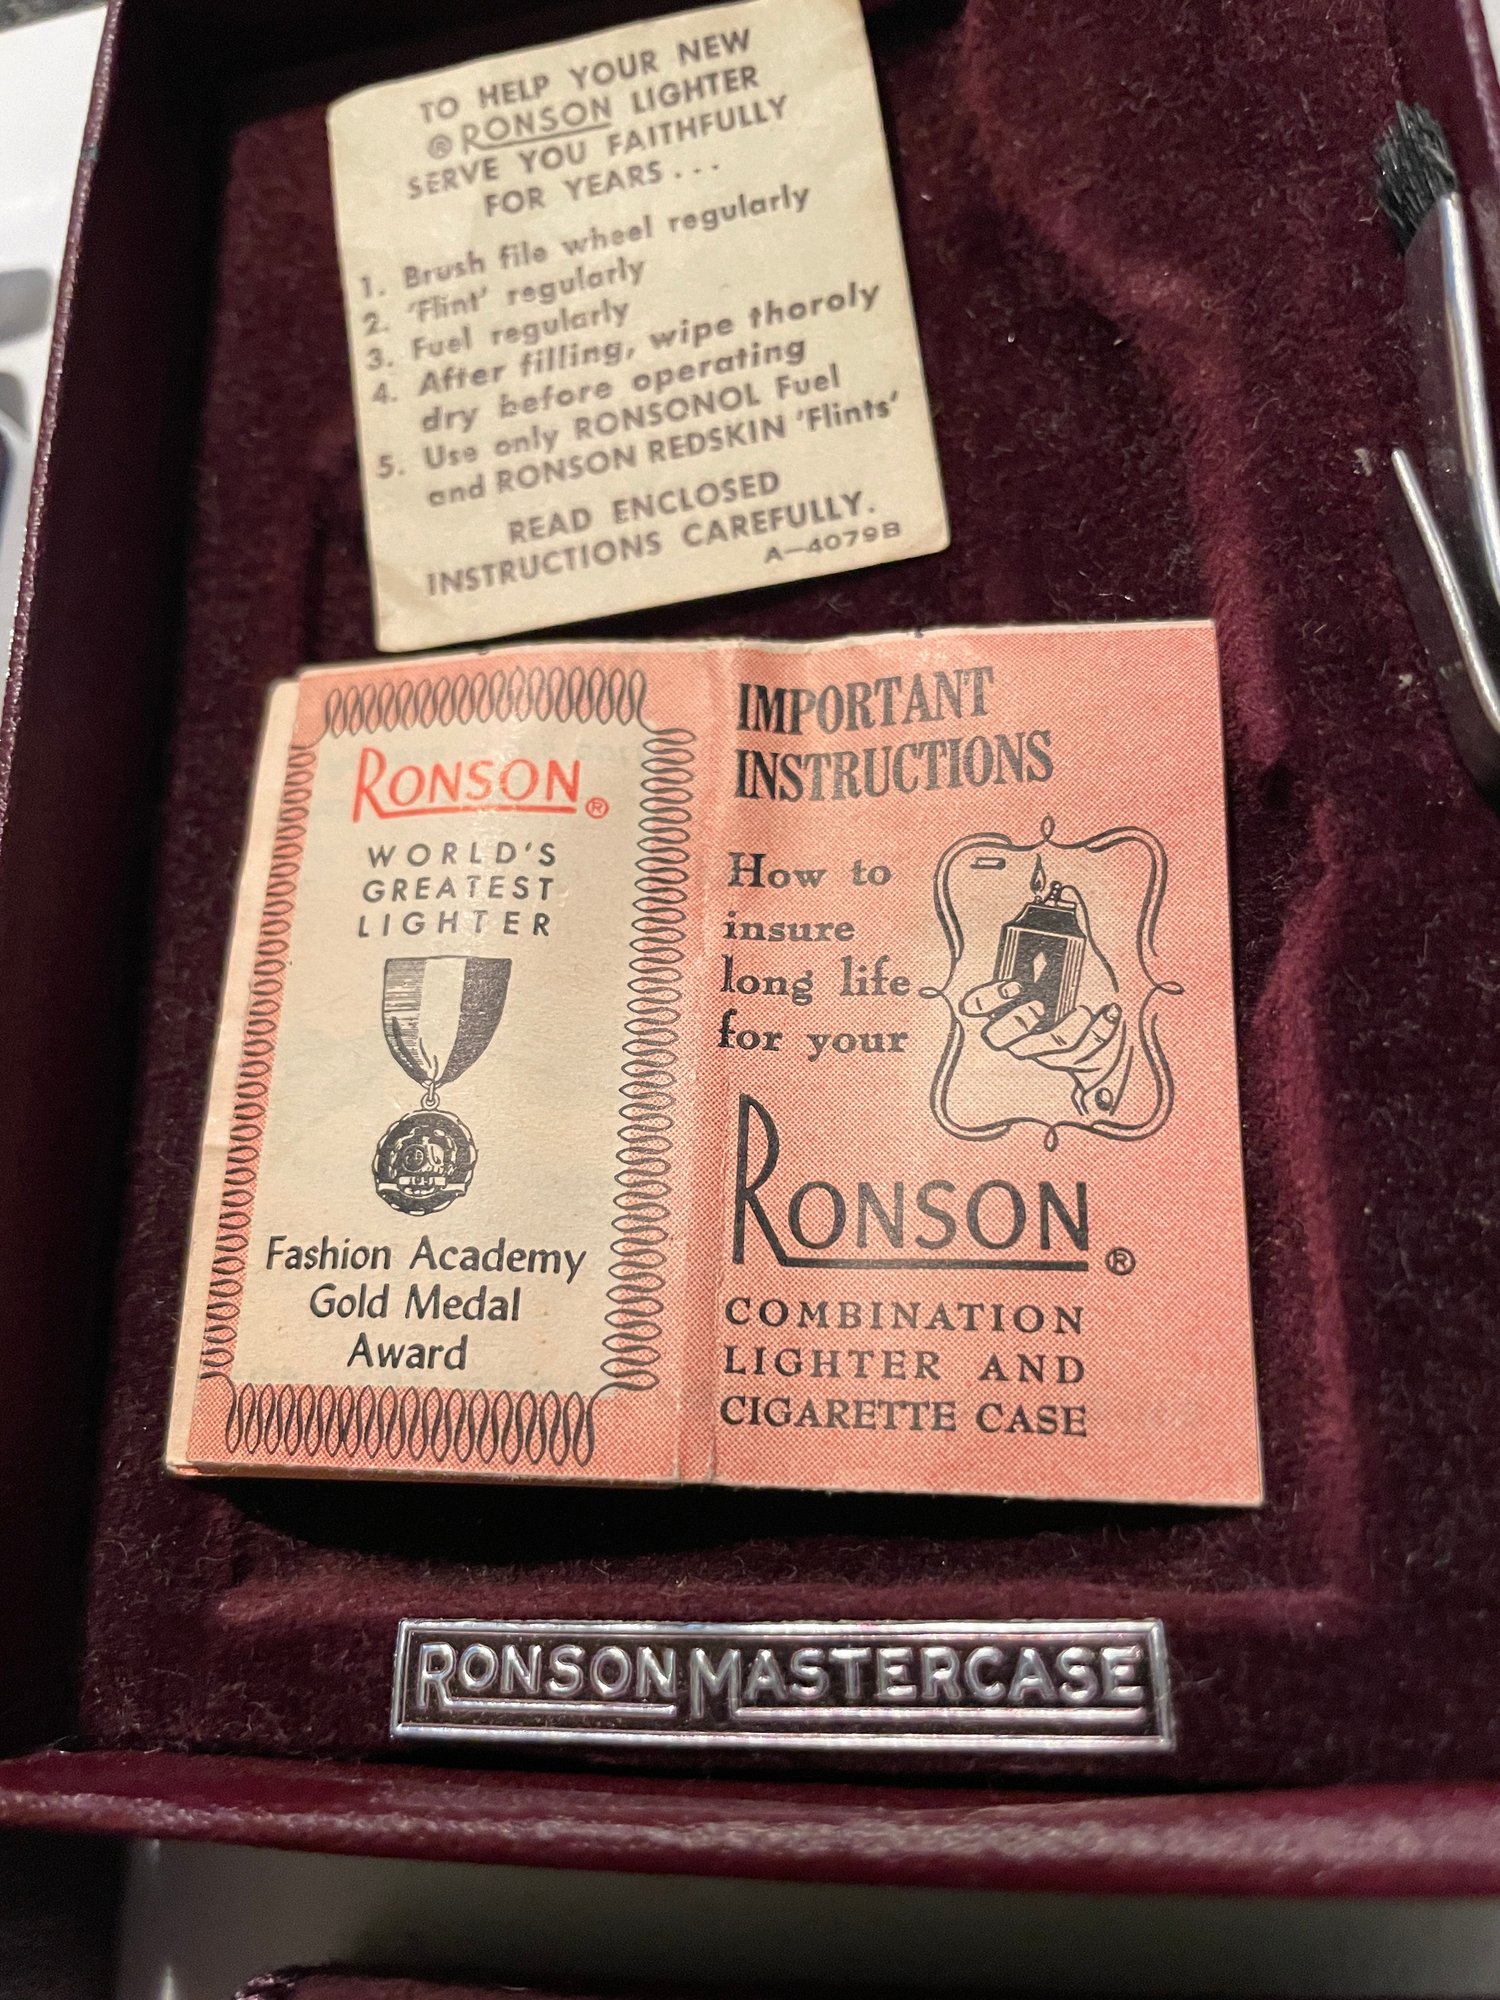 TO HELP YOUR NEW
® RONSON LIGHTER
SERVE YOU FAITHFULLY
FOR YEARS...
1. Brush file wheel regularly
2. 'Flint' regularly
3. Fuel regularly
4. After filling, wipe thoroly
dry before operating
5. Use only RONSONOL Fuel
and RONSON REDSKIN 'Flints'
READ ENCLOSED
INSTRUCTIONS CAREFULLY.
A-4079B
RONSON®
WORLD'S
GREATEST
LIGHTER
1951
Fashion Academy
Gold Medal
Award
IMPORTANT
INSTRUCTIONS
How to
insure
long life
for your
RONSON®
COMBINATION
LIGHTER AND
CIGARETTE CASE
RONSON MASTERCASE